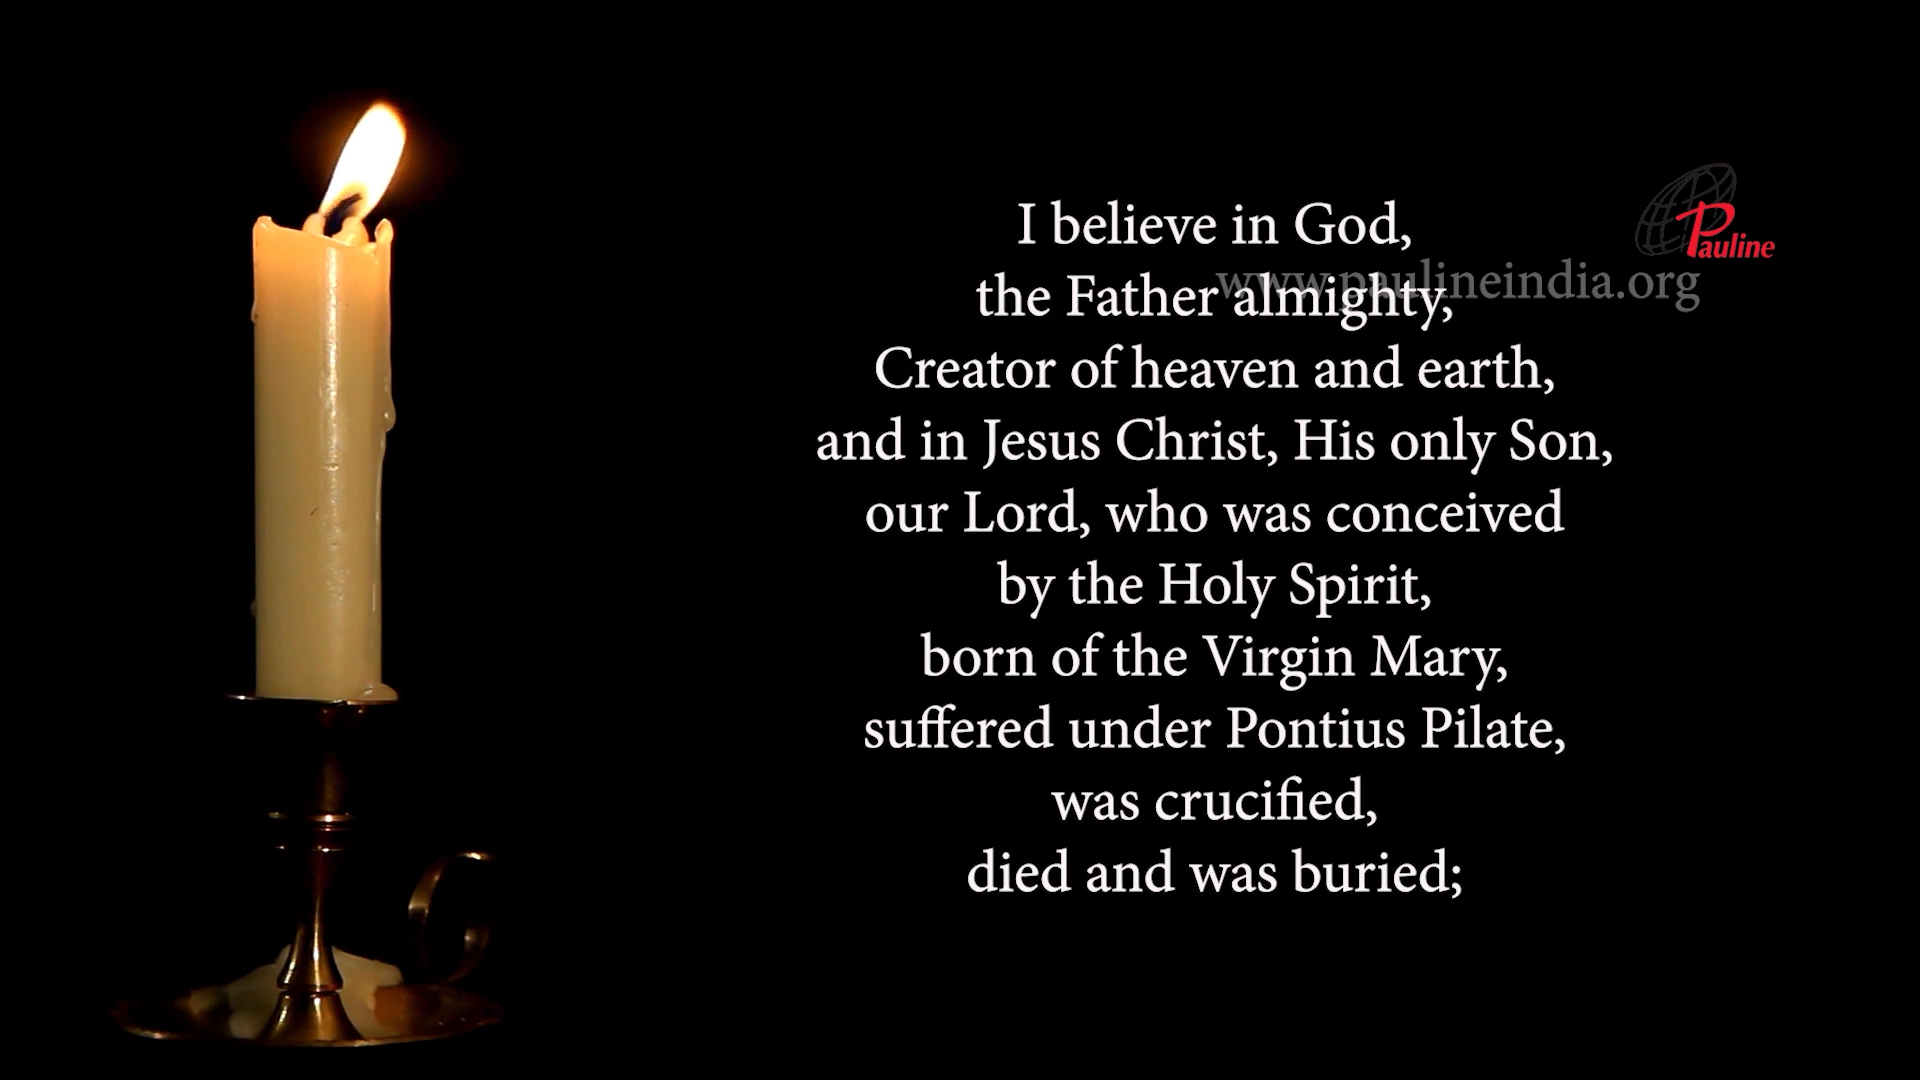 I believe in God,
Pauline
www.paulineindia.org
the Father almighty,
Creator of heaven and earth,
and in Jesus Christ, His only Son,
our Lord, who was conceived
by the Holy Spirit,
born of the Virgin Mary,
suffered under Pontius Pilate,
was crucified,
died and was buried;